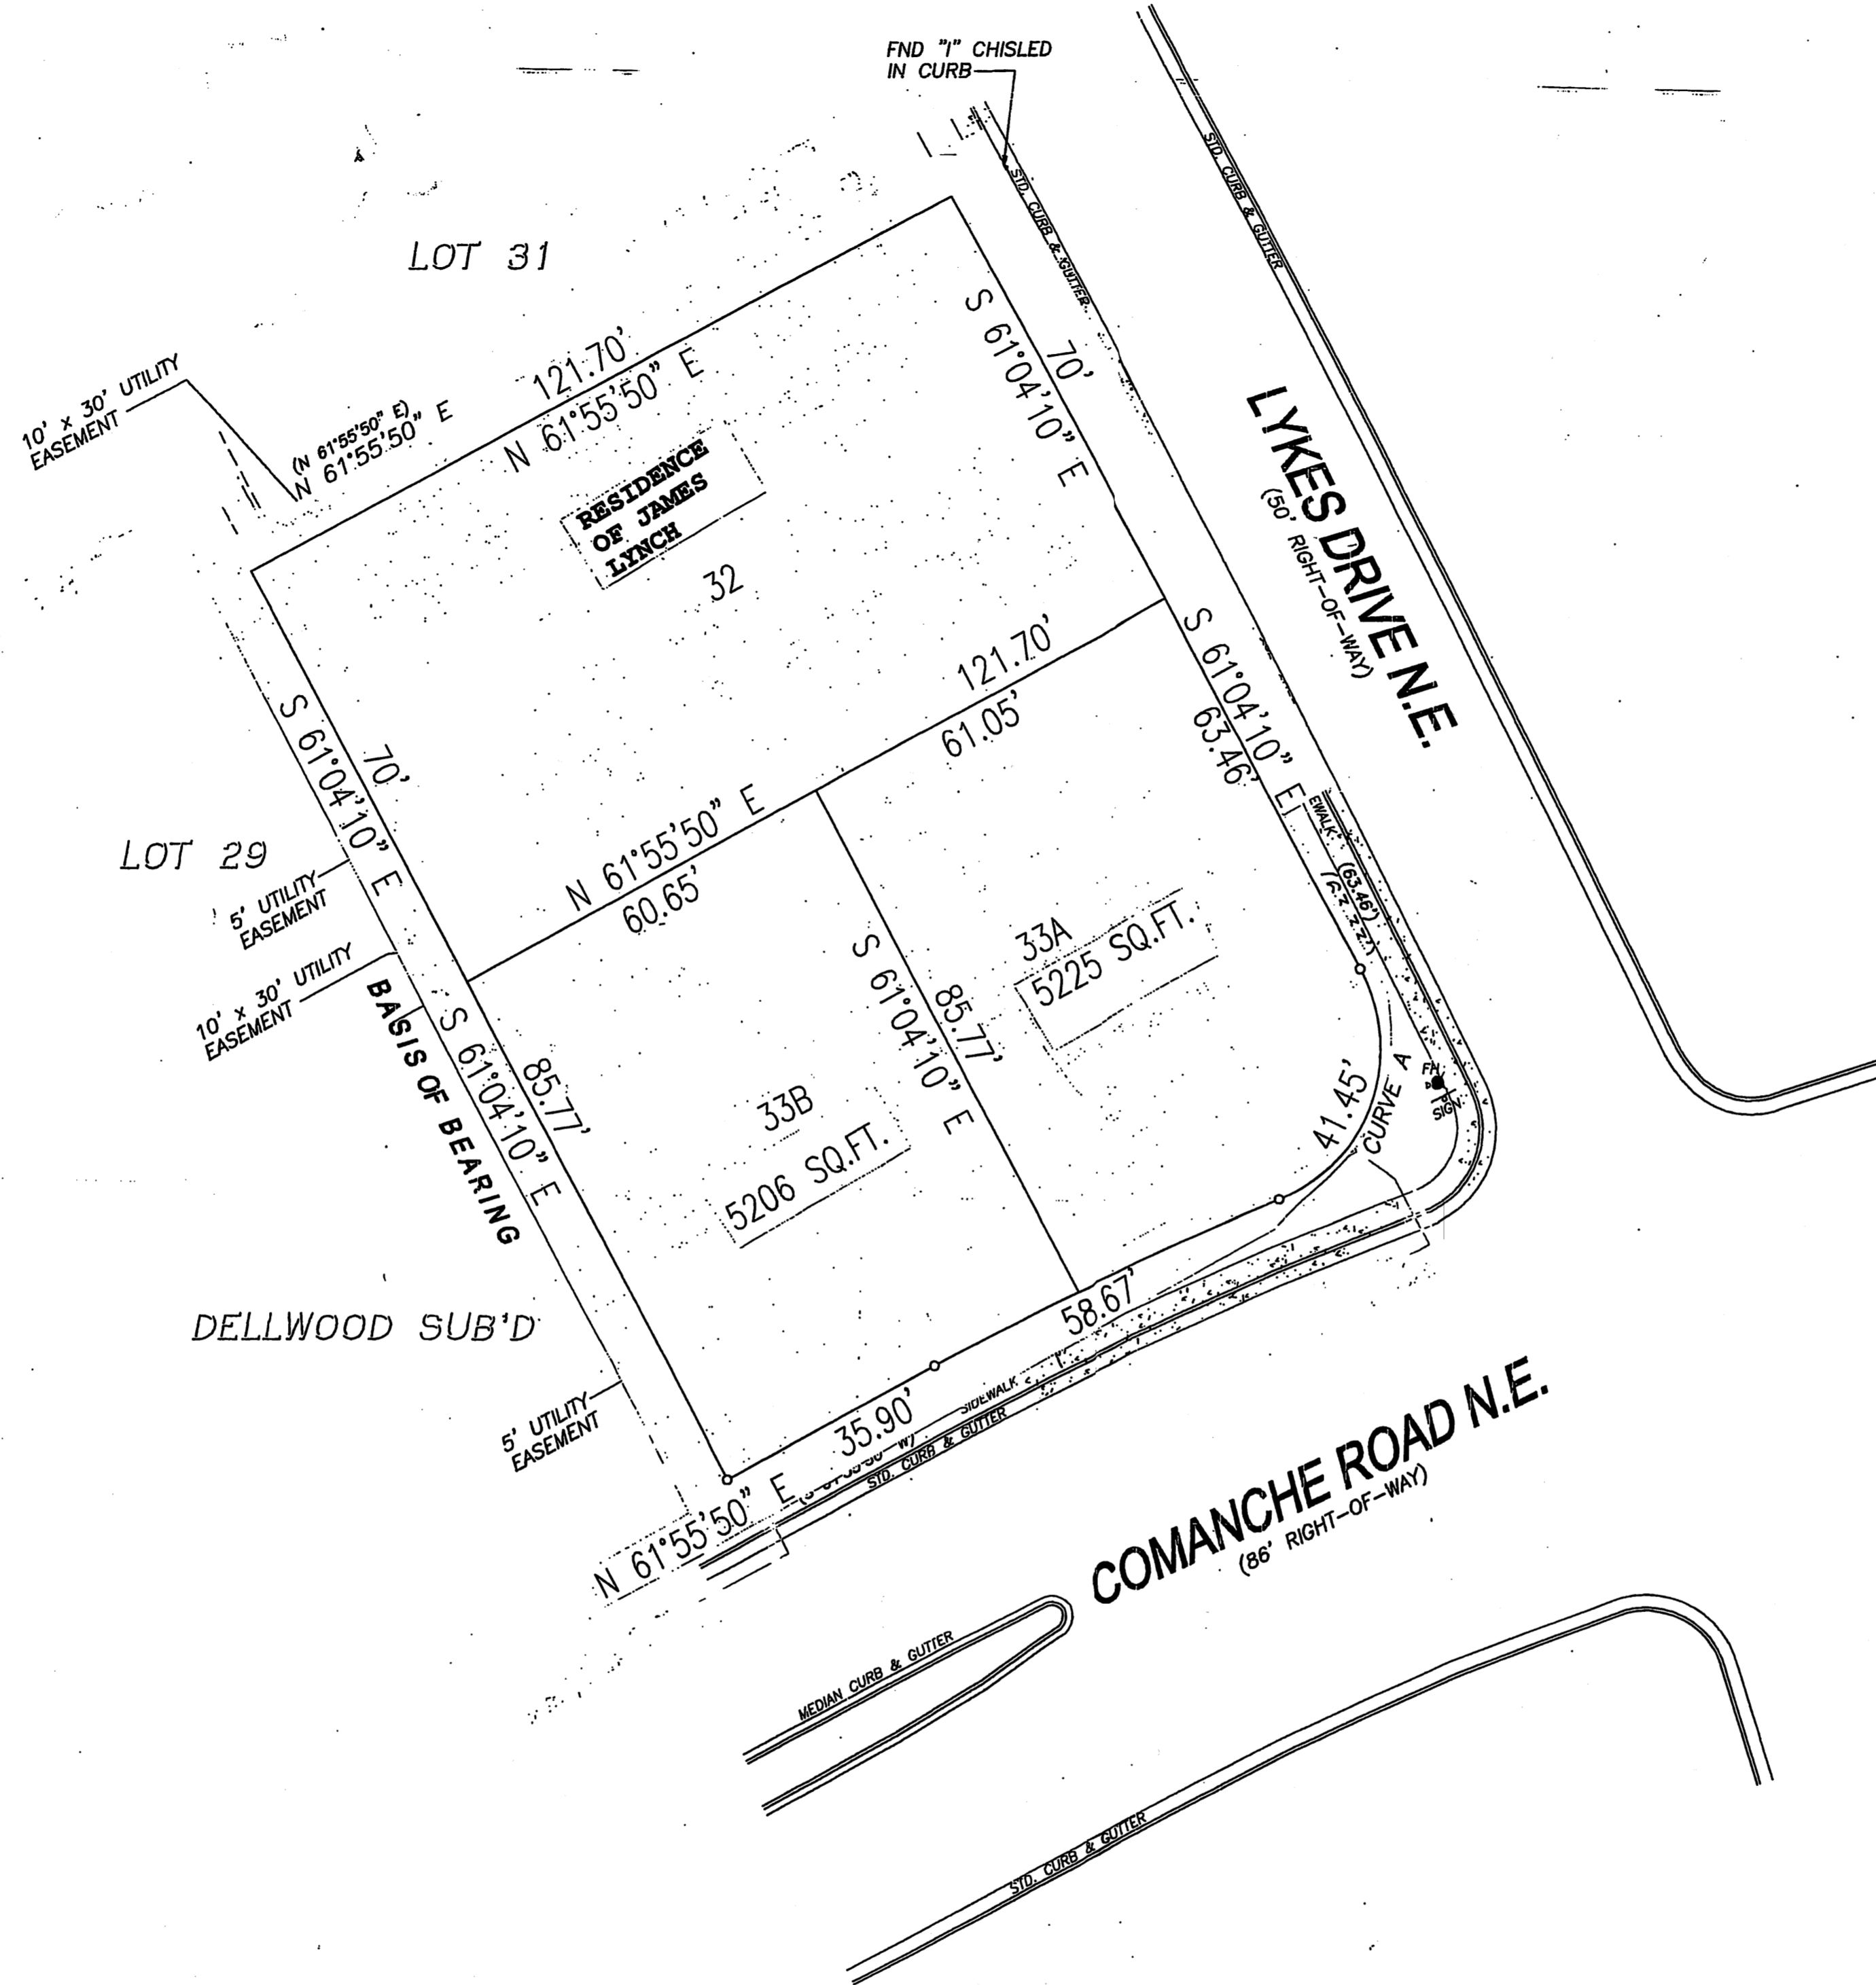 FND "I" CHISLED
IN CURB
STD. CURB & GUTTER
STD. CURB & GUTTER
LOT 31
10' x 30' UTILITY
EASEMENT
(N 61°55'50" E)
N 61°55'50" E
121.70'
N 61°55'50" E
S 61°04'10" E
70'
LYKES DRIVE N.E.
(50' RIGHT-OF-WAY)
RESIDENCE
OF JAMES
LYNCH
32
S 61°04'10" E
70'
121.70'
61.05'
N 61°55'50" E
60.65'
S 61°04'10" E
63.46'
EWALK
(63.46')
LOT 29
5' UTILITY
EASEMENT
10' x 30' UTILITY
EASEMENT
BASIS OF BEARING
S 61°04'10" E
85.77'
S 61°04'10" E
85.77'
33A
5225 SQ.FT.
33B
5206 SQ.FT.
41.45'
CURVE A
FH
SIGN
DELLWOOD SUB'D
5' UTILITY
EASEMENT
58.67'
35.90'
N 61°55'50" E
SIDEWALK
STD. CURB & GUTTER
COMANCHE ROAD N.E.
(86' RIGHT-OF-WAY)
MEDIAN CURB & GUTTER
STD. CURB & GUTTER